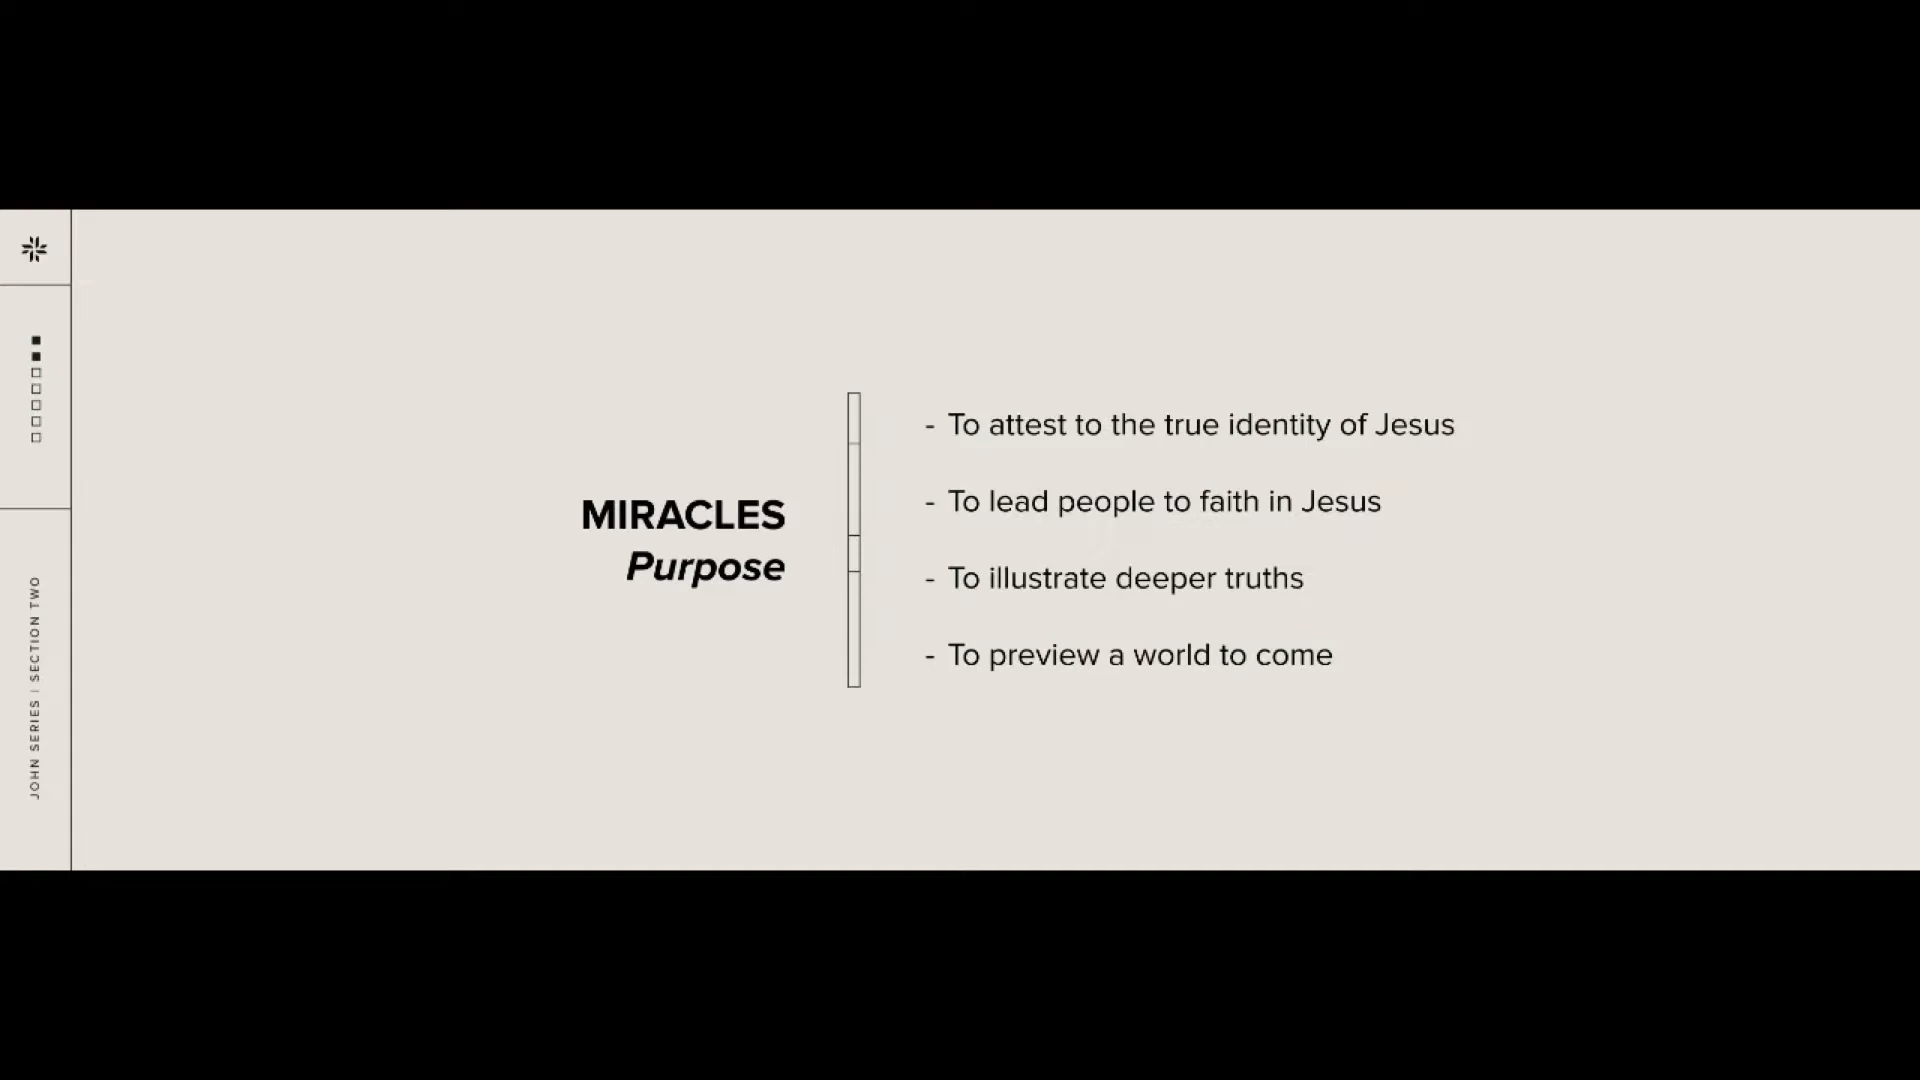 MIRACLES
Purpose
- To attest to the true identity of Jesus
- To lead people to faith in Jesus
- To illustrate deeper truths
- To preview a world to come
JOHN SERIES | SECTION TWO